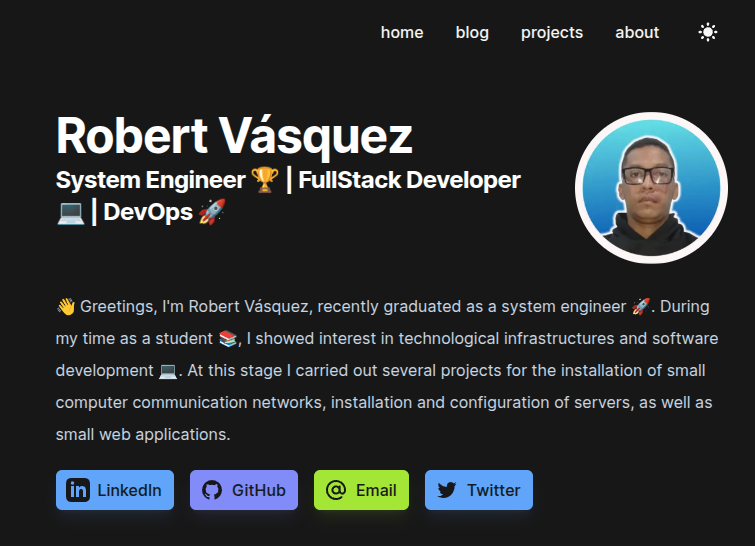 home blog projects about
Robert Vásquez
System Engineer 🏆 | FullStack Developer
💻 | DevOps 🚀
👋 Greetings, I'm Robert Vásquez, recently graduated as a system engineer 🚀. During
my time as a student 📚, I showed interest in technological infrastructures and software
development 💻. At this stage I carried out several projects for the installation of small
computer communication networks, installation and configuration of servers, as well as
small web applications.
in LinkedIn GitHub @ Email Twitter